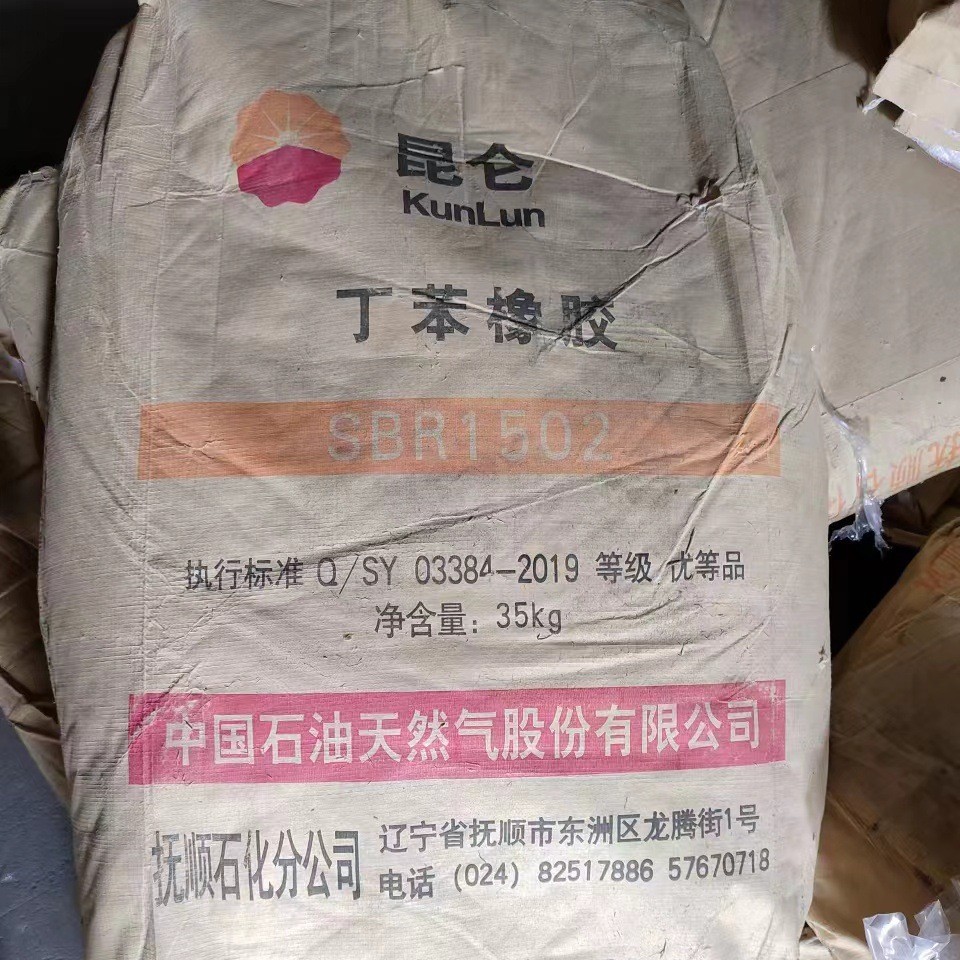 昆仑
KunLun
丁苯橡胶
SBR1502
执行标准 Q/SY 03384-2019 等级 优等品
净含量：35kg
中国石油天然气股份有限公司
抚顺石化分公司
辽宁省抚顺市东洲区龙腾街1号
电话 (024) 82517886 57670718
抚顺石